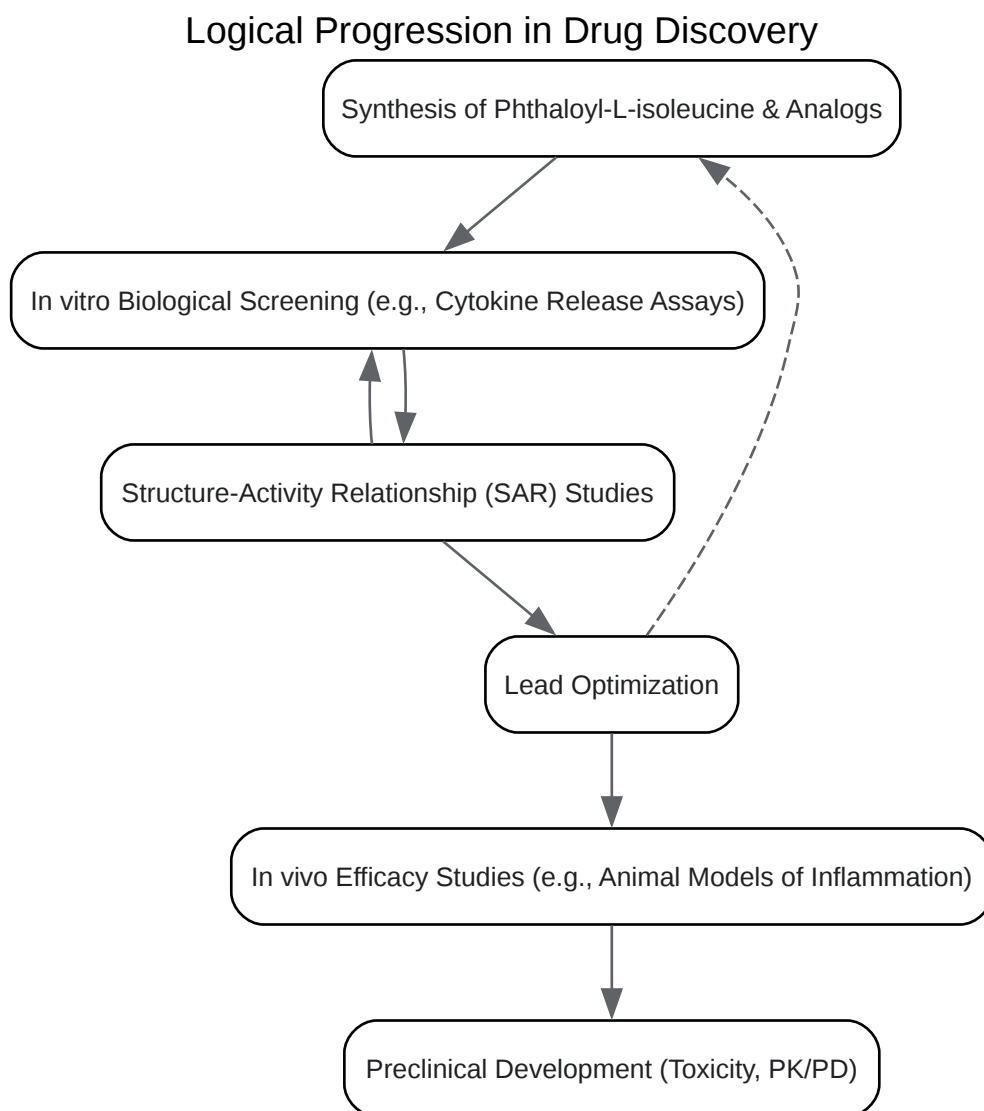 Logical Progression in Drug Discovery
Synthesis of Phthaloyl-L-isoleucine & Analogs
In vitro Biological Screening (e.g., Cytokine Release Assays)
Structure-Activity Relationship (SAR) Studies
Lead Optimization
In vivo Efficacy Studies (e.g., Animal Models of Inflammation)
Preclinical Development (Toxicity, PK/PD)